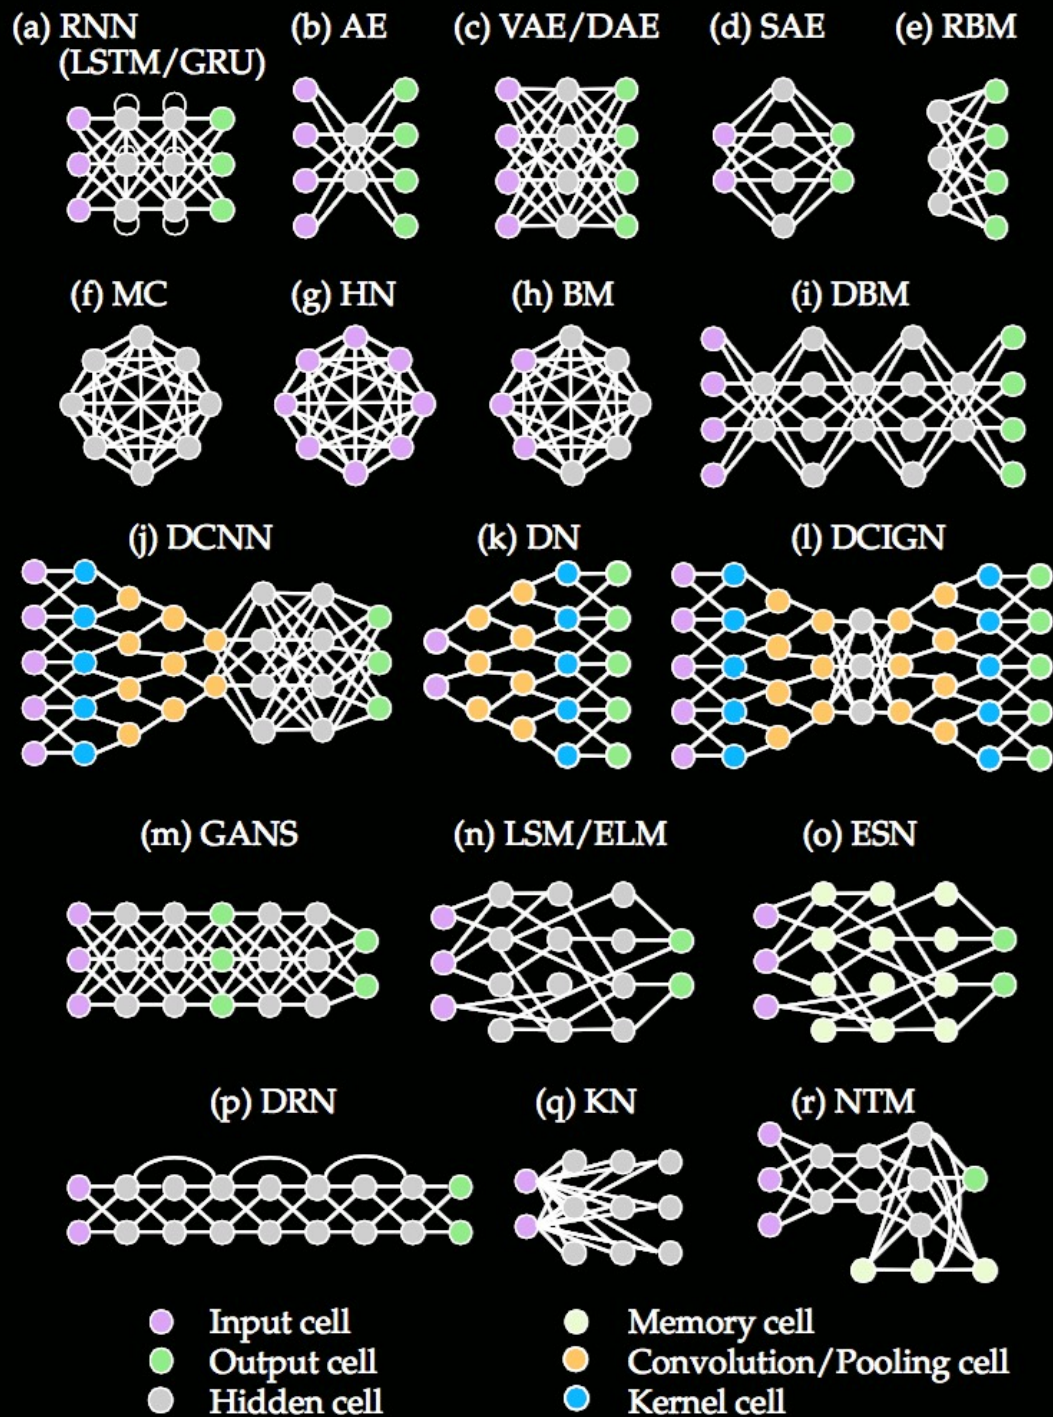 (a) RNN
(LSTM/GRU)
(b) AE
(c) VAE/DAE
(d) SAE
(e) RBM
(f) MC
(g) HN
(h) BM
(i) DBM
(j) DCNN
(k) DN
(l) DCIGN
(m) GANS
(n) LSM/ELM
(o) ESN
(p) DRN
(q) KN
(r) NTM
Input cell
Output cell
Hidden cell
Memory cell
Convolution/Pooling cell
Kernel cell